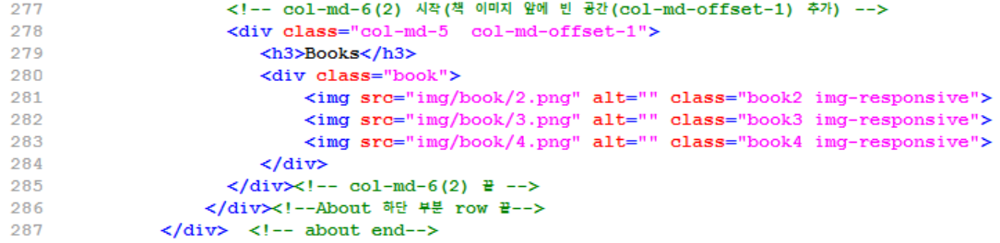 277 <!-- col-md-6(2) 시작(책 이미지 앞에 빈 공간(col-md-offset-1) 추가) -->
278 <div class="col-md-5  col-md-offset-1">
279 <h3>Books</h3>
280 <div class="book">
281 <img src="img/book/2.png" alt="" class="book2 img-responsive">
282 <img src="img/book/3.png" alt="" class="book3 img-responsive">
283 <img src="img/book/4.png" alt="" class="book4 img-responsive">
284 </div>
285 </div><!-- col-md-6(2) 끝 -->
286 </div><!--About 하단 부분 row 끝-->
287 </div>  <!-- about end-->